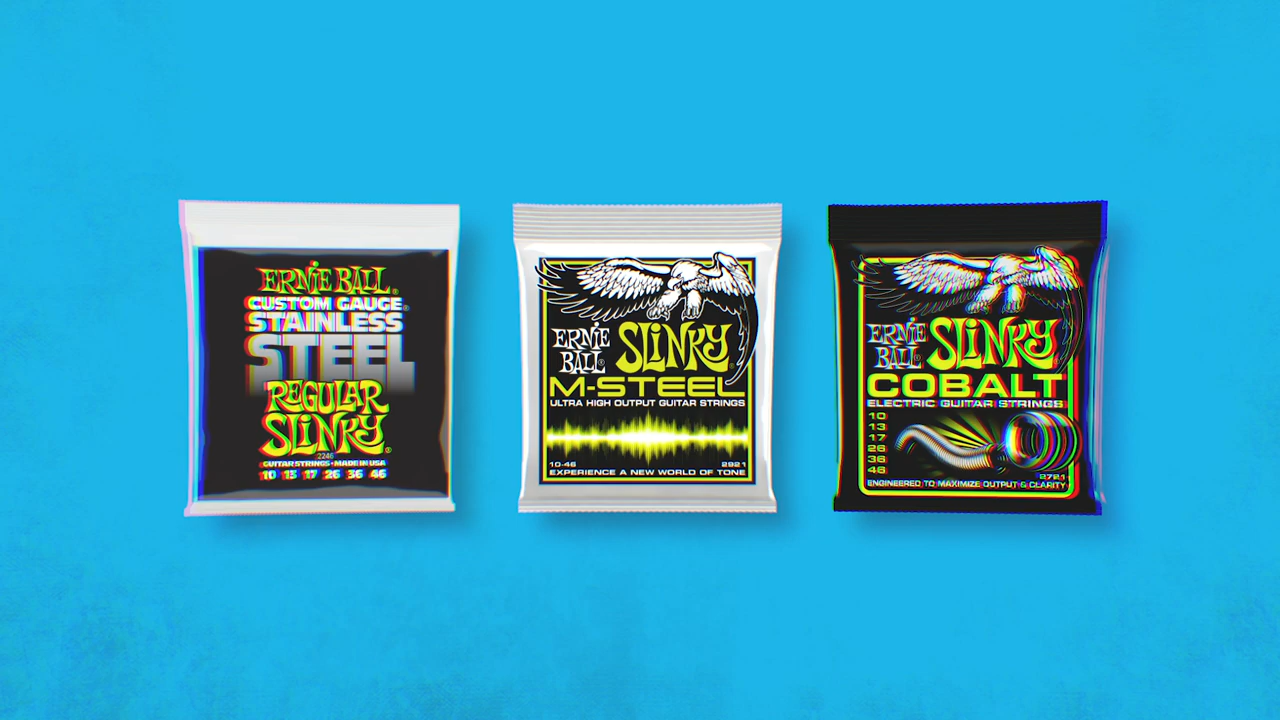 ERNIE BALL®
CUSTOM GAUGE®
STAINLESS
STEEL
REGULAR
SLINKY®
2246
GUITAR STRINGS • MADE IN USA
10 13 17 26 36 46
ERNIE BALL® SLINKY®
M-STEEL
ULTRA HIGH OUTPUT GUITAR STRINGS
10-46 2921
EXPERIENCE A NEW WORLD OF TONE
ERNIE BALL® SLINKY
COBALT
ELECTRIC GUITAR STRINGS
10
13
17
26
36
46
2721
ENGINEERED TO MAXIMIZE OUTPUT & CLARITY